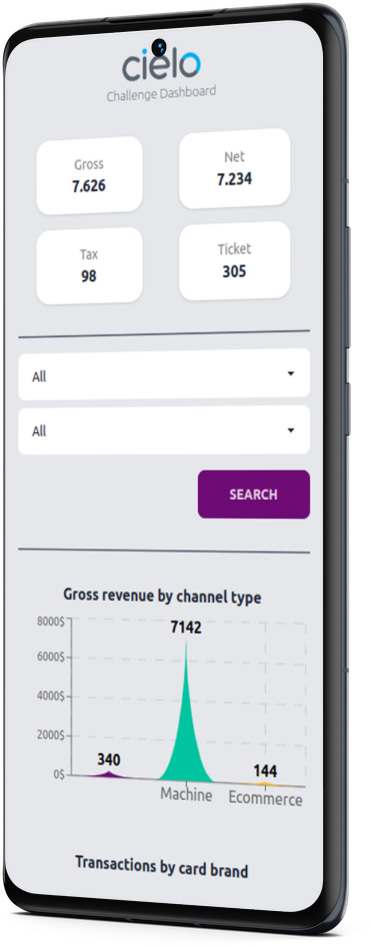 cielo
Challenge Dashboard
Gross
7.626
Net
7.234
Tax
98
Ticket
305
All
All
SEARCH
Gross revenue by channel type
8000$
6000$
4000$
2000$
0$
340
7142
144
Machine
Ecommerce
Transactions by card brand